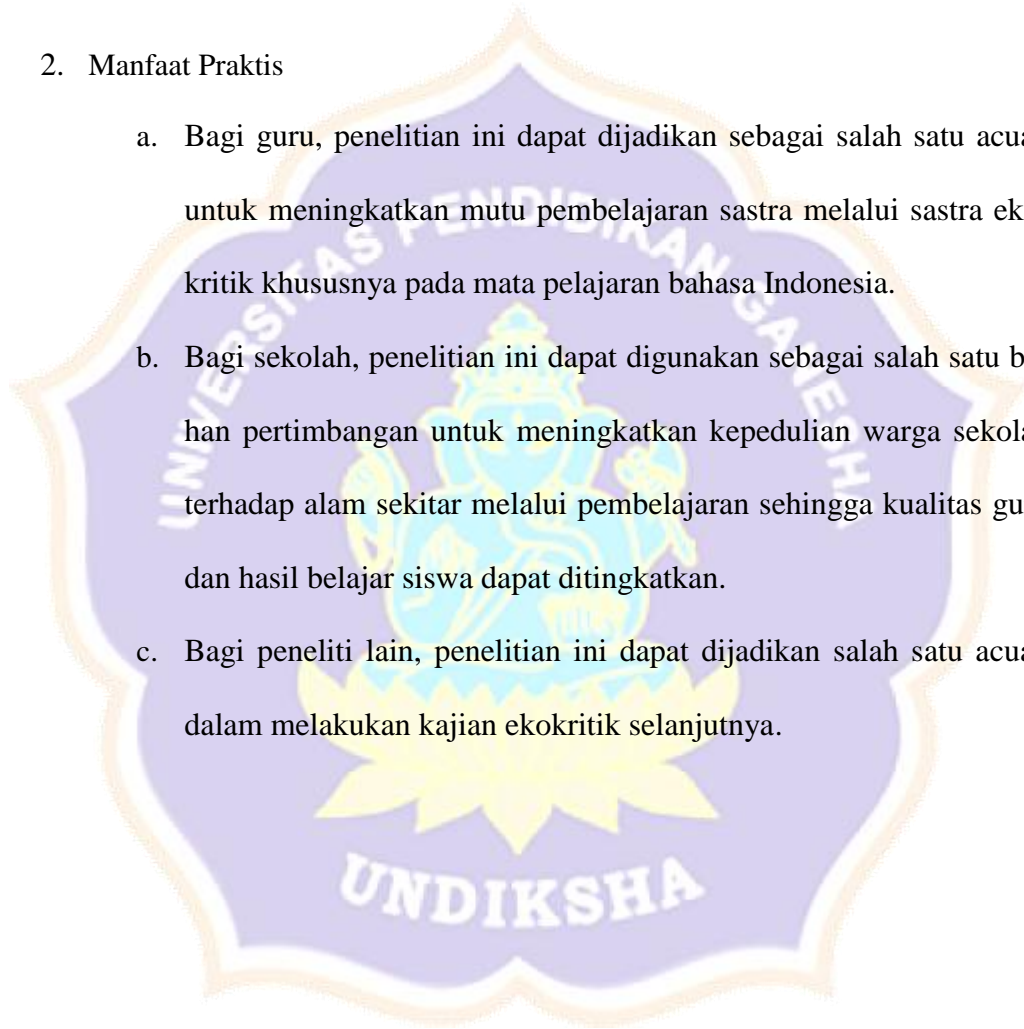 2. Manfaat Praktis
a. Bagi guru, penelitian ini dapat dijadikan sebagai salah satu acua
untuk meningkatkan mutu pembelajaran sastra melalui sastra ek
kritik khususnya pada mata pelajaran bahasa Indonesia.
b. Bagi sekolah, penelitian ini dapat digunakan sebagai salah satu b
han pertimbangan untuk meningkatkan kepedulian warga sekola
terhadap alam sekitar melalui pembelajaran sehingga kualitas gu
dan hasil belajar siswa dapat ditingkatkan.
c. Bagi peneliti lain, penelitian ini dapat dijadikan salah satu acua
dalam melakukan kajian ekokritik selanjutnya.
UNIVERSITAS PENDIDIKAN GANESHA
UNDIKSHA